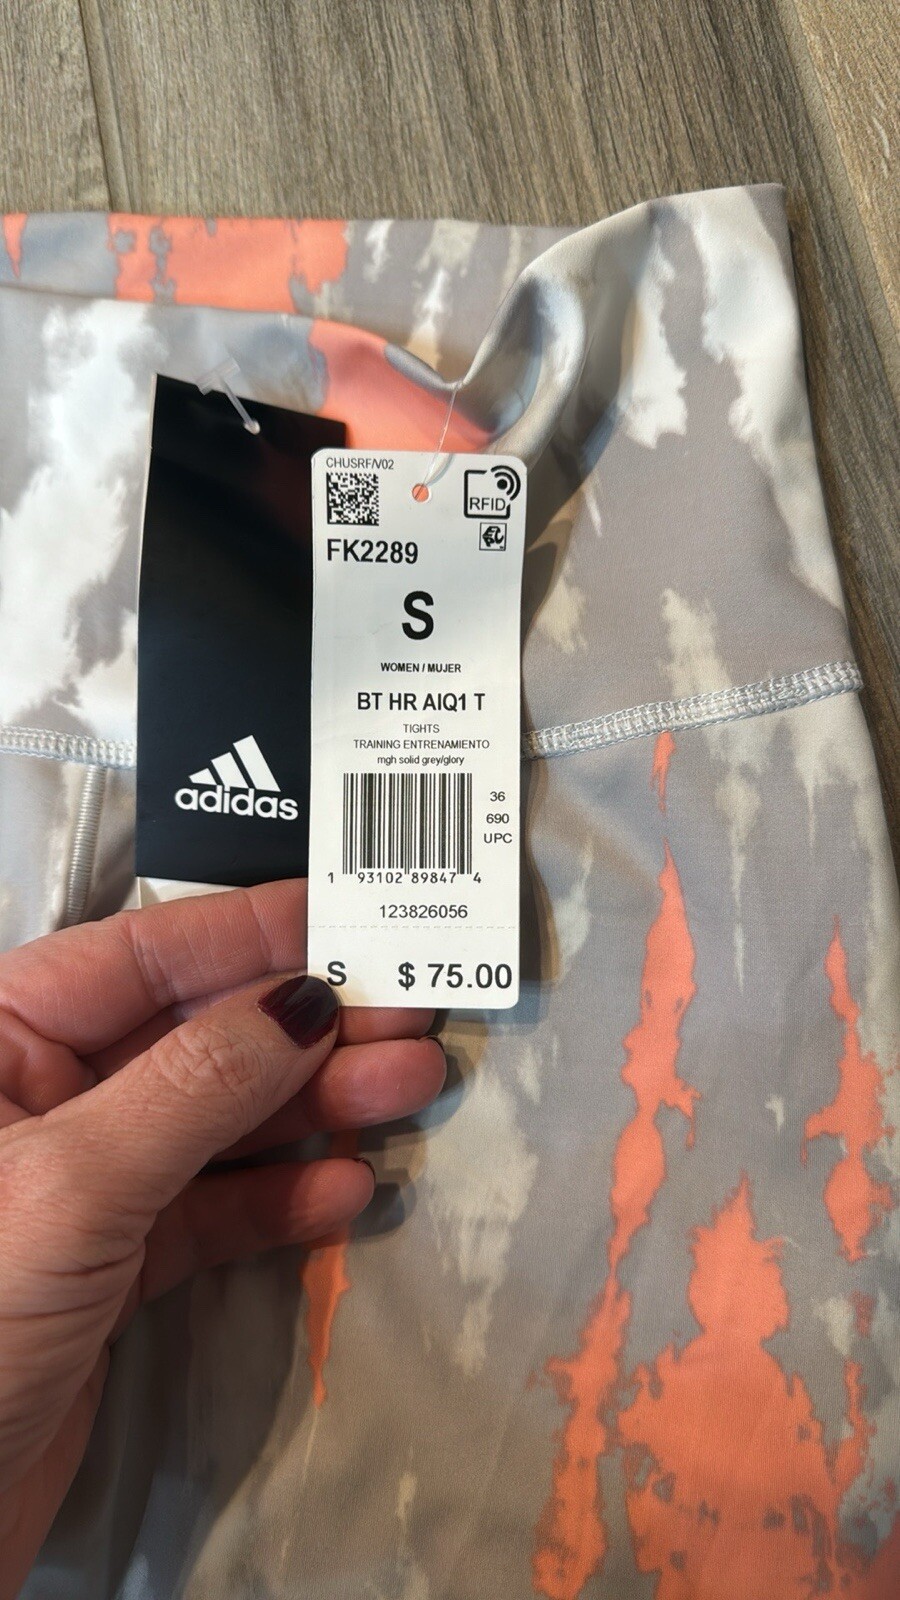 CHUSRF/V02
RFID
FK2289
S
WOMEN / MUJER
BT HR AIQ1 T
TIGHTS
TRAINING ENTRENAMIENTO
mgh solid grey/glory
36
690
UPC
1 93102 89847 4
123826056
S $ 75.00
adidas